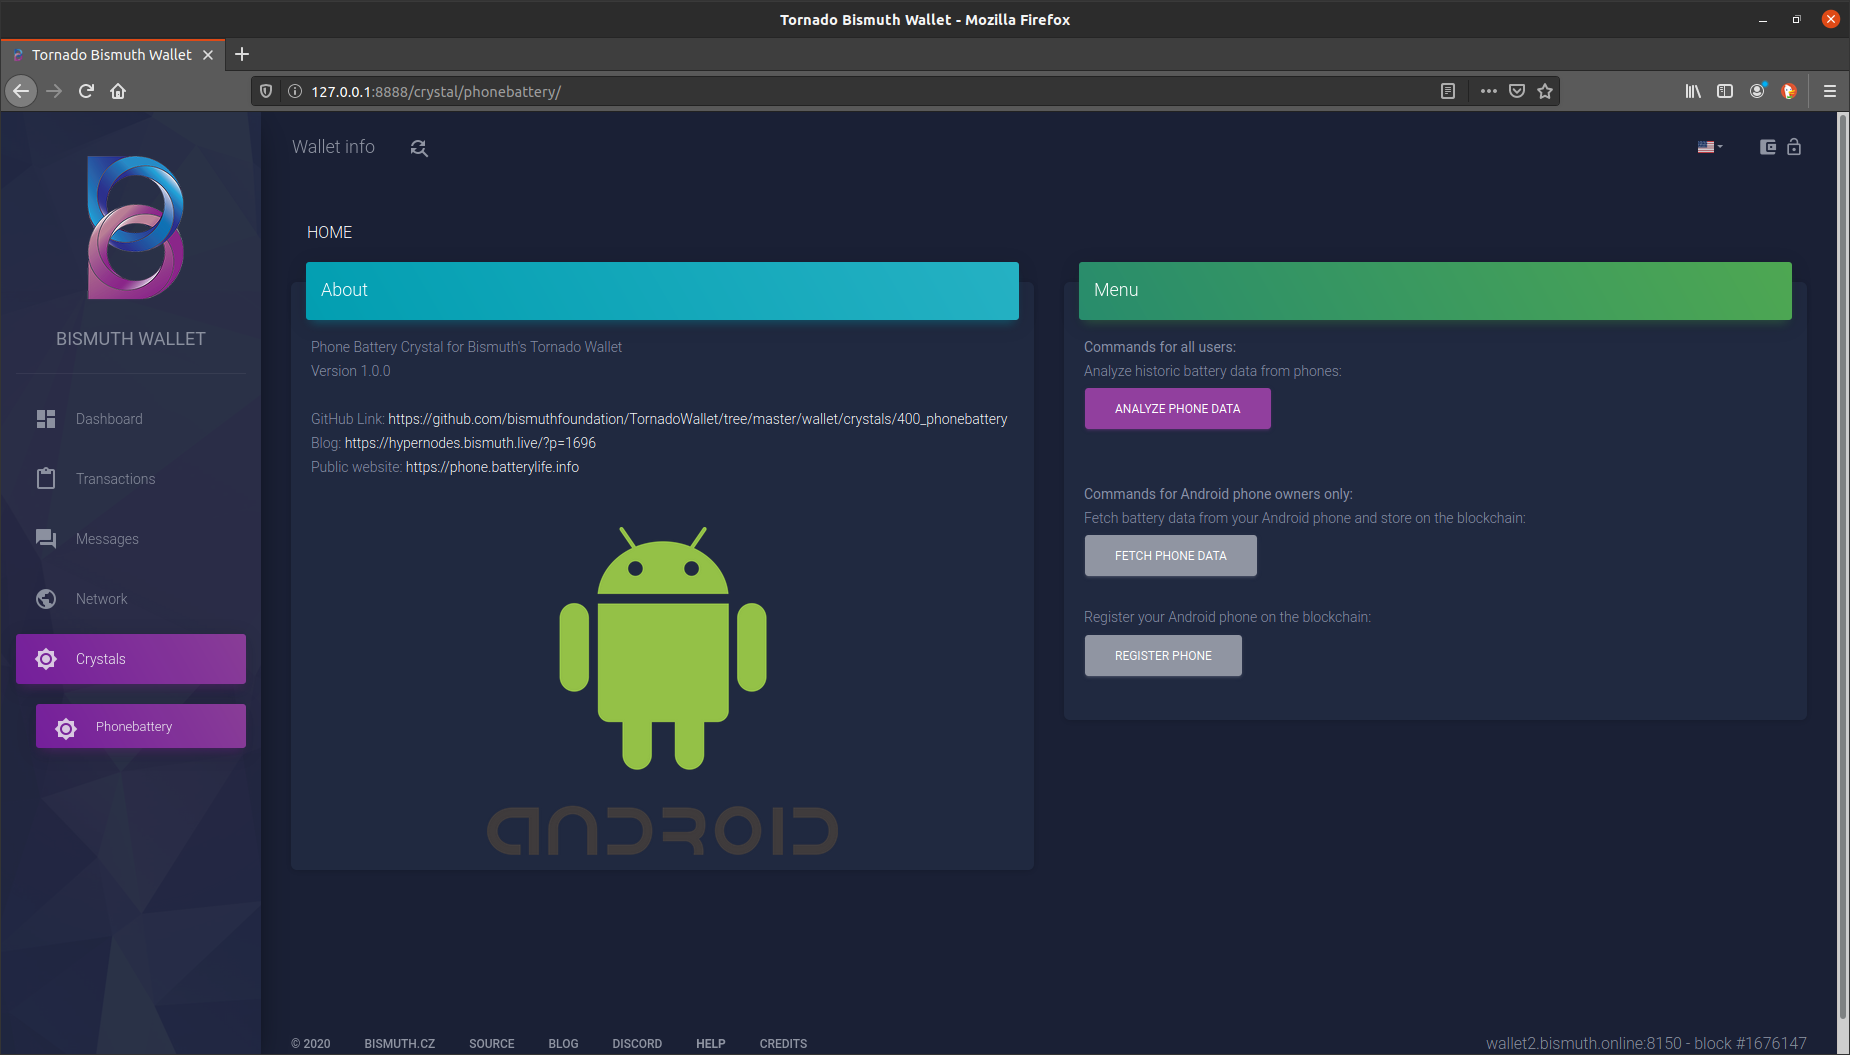 Tornado Bismuth Wallet - Mozilla Firefox
Tornado Bismuth Wallet
127.0.0.1:8888/crystal/phonebattery/
Wallet info
BISMUTH WALLET
Dashboard
Transactions
Messages
Network
Crystals
Phonebattery
HOME
About
Phone Battery Crystal for Bismuth's Tornado Wallet
Version 1.0.0
GitHub Link: https://github.com/bismuthfoundation/TornadoWallet/tree/master/wallet/crystals/400_phonebattery
Blog: https://hypernodes.bismuth.live/?p=1696
Public website: https://phone.batterylife.info
ANDROID
Menu
Commands for all users:
Analyze historic battery data from phones:
ANALYZE PHONE DATA
Commands for Android phone owners only:
Fetch battery data from your Android phone and store on the blockchain:
FETCH PHONE DATA
Register your Android phone on the blockchain:
REGISTER PHONE
© 2020 BISMUTH.CZ SOURCE BLOG DISCORD HELP CREDITS
wallet2.bismuth.online:8150 - block #1676147